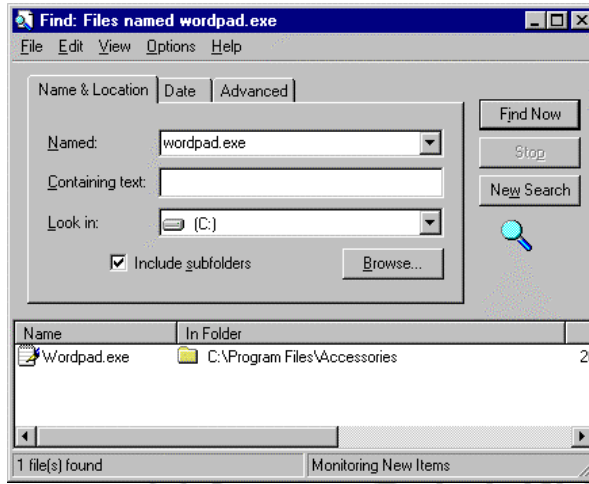 Find: Files named wordpad.exe
File Edit View Options Help
Name & Location Date Advanced
Find Now
Named: wordpad.exe
Stop
Containing text:
New Search
Look in: (C:)
Include subfolders Browse...
Name In Folder
Wordpad.exe C:\Program Files\Accessories 2
1 file(s) found Monitoring New Items